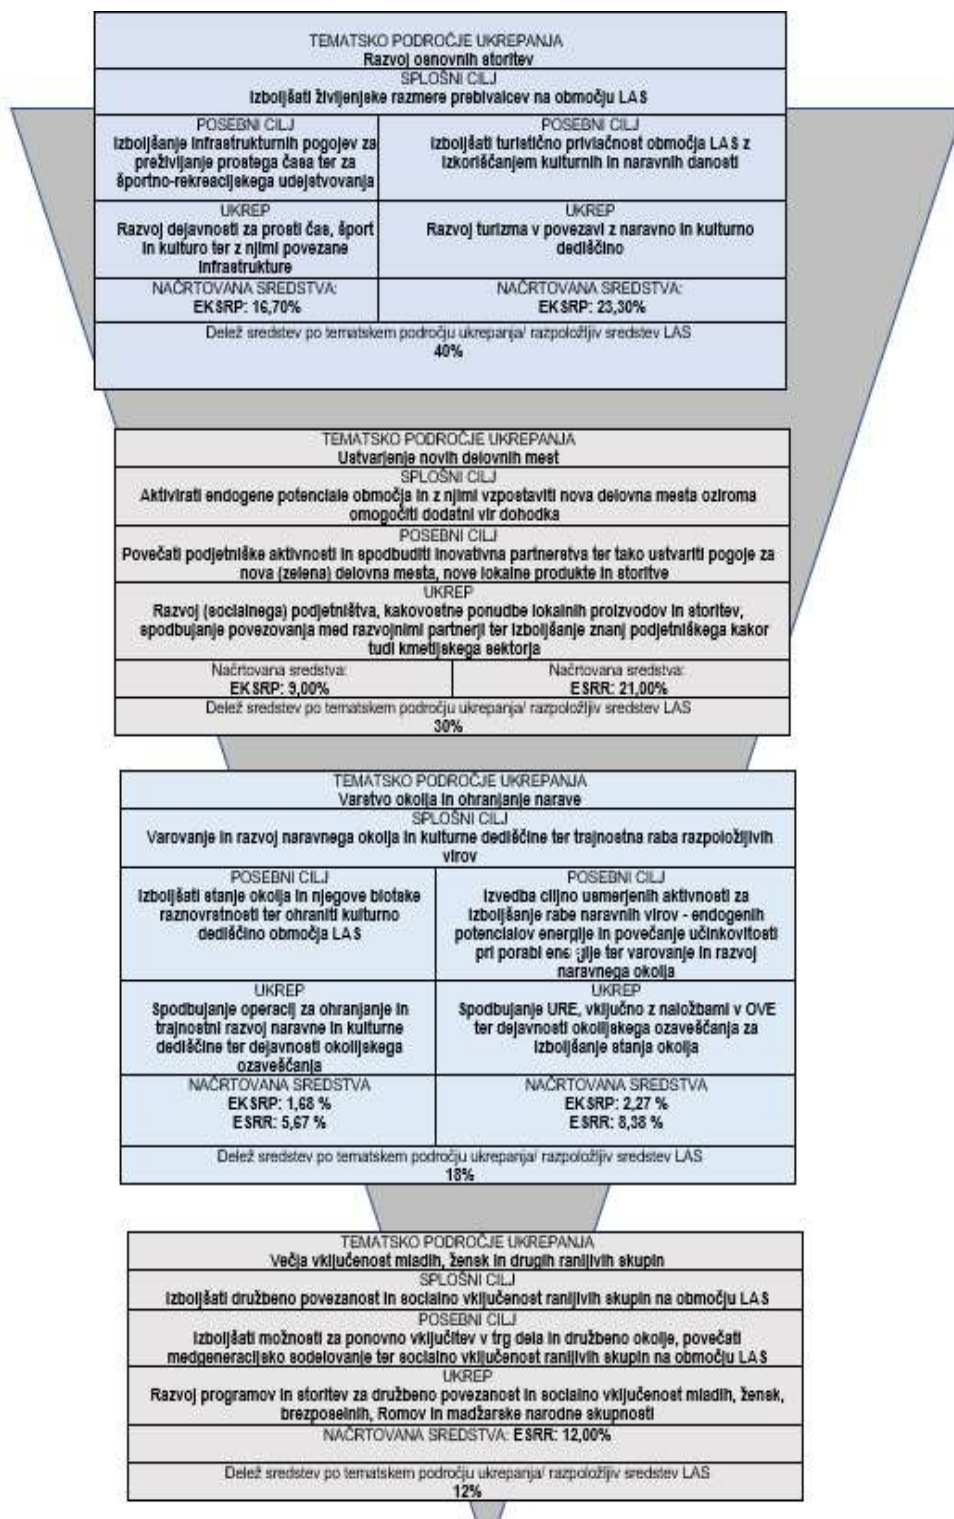 TEMATSKO PODROČJE UKREPANJA
Razvoj osnovnih storitev
SPLOŠNI CILJ
Izboljšati življenjske razmere prebivalcev na območju LAS
POSEBNI CILJ
Izboljšanje infrastrukturnih pogojev za
preživljanje prostega časa ter za
športno-rekreacijskega udejstvovanja
POSEBNI CILJ
Izboljšati turistično privlačnost območja LAS z
izkoriščanjem kulturnih in naravnih danosti
UKREP
Razvoj dejavnosti za prosti čas, šport
in kulturo ter z njimi povezane
infrastrukture
UKREP
Razvoj turizma v povezavi z naravno in kulturno
dediščino
NAČRTOVANA SREDSTVA:
EKSRP: 16,70%
NAČRTOVANA SREDSTVA:
EKSRP: 23,30%
Delež sredstev po tematskem področju ukrepanja/ razpoložljiv sredstev LAS
40%
TEMATSKO PODROČJE UKREPANJA
Ustvarjenje novih delovnih mest
SPLOŠNI CILJ
Aktivirati endogene potenciale območja in z njimi vzpostaviti nova delovna mesta oziroma
omogočiti dodatni vir dohodka
POSEBNI CILJ
Povečati podjetniške aktivnosti in spodbuditi inovativna partnerstva ter tako ustvariti pogoje za
nova (zelena) delovna mesta, nove lokalne produkte in storitve
UKREP
Razvoj (socialnega) podjetništva, kakovostne ponudbe lokalnih proizvodov in storitev,
spodbujanje povezovanja med razvojnimi partnerji ter izboljšanje znanj podjetniškega kakor
tudi kmetijskega sektorja
Načrtovana sredstva:
EKSRP: 9,00%
Načrtovana sredstva:
ESRR: 21,00%
Delež sredstev po tematskem področju ukrepanja/ razpoložljiv sredstev LAS
30%
TEMATSKO PODROČJE UKREPANJA
Varstvo okolja in ohranjanje narave
SPLOŠNI CILJ
Varovanje in razvoj naravnega okolja in kulturne dediščine ter trajnostna raba razpoložljivih
virov
POSEBNI CILJ
Izboljšati stanje okolja in njegove biotske
raznovrstnosti ter ohraniti kulturno
dediščino območja LAS
POSEBNI CILJ
Izvedba ciljno usmerjenih aktivnosti za
izboljšanje rabe naravnih virov - endogenih
potencialov energije in povečanje učinkovitosti
pri porabi energije ter varovanje in razvoj
naravnega okolja
UKREP
Spodbujanje operacij za ohranjanje in
trajnostni razvoj naravne in kulturne
dediščine ter dejavnosti okoljskega
ozaveščanja
UKREP
Spodbujanje URE, vključno z naložbami v OVE
ter dejavnosti okoljskega ozaveščanja za
izboljšanje stanja okolja
NAČRTOVANA SREDSTVA
EKSRP: 1,68 %
ESRR: 5,67 %
NAČRTOVANA SREDSTVA
EKSRP: 2,27 %
ESRR: 8,38 %
Delež sredstev po tematskem področju ukrepanja/ razpoložljiv sredstev LAS
18%
TEMATSKO PODROČJE UKREPANJA
Večja vključenost mladih, žensk in drugih ranljivih skupin
SPLOŠNI CILJ
Izboljšati družbeno povezanost in socialno vključenost ranljivih skupin na območju LAS
POSEBNI CILJ
Izboljšati možnosti za ponovno vključitev v trg dela in družbeno okolje, povečati
medgeneracijsko sodelovanje ter socialno vključenost ranljivih skupin na območju LAS
UKREP
Razvoj programov in storitev za družbeno povezanost in socialno vključenost mladih, žensk,
brezposelnih, Romov in madžarske narodne skupnosti
NAČRTOVANA SREDSTVA: ESRR: 12,00%
Delež sredstev po tematskem področju ukrepanja/ razpoložljiv sredstev LAS
12%